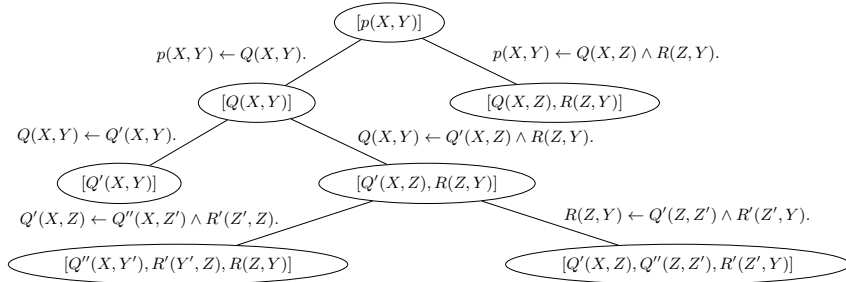 [p(X, Y)]
p(X, Y) ← Q(X, Y).
p(X, Y) ← Q(X, Z) ∧ R(Z, Y).
[Q(X, Y)]
[Q(X, Z), R(Z, Y)]
Q(X, Y) ← Q′(X, Y).
Q(X, Y) ← Q′(X, Z) ∧ R(Z, Y).
[Q′(X, Y)]
[Q′(X, Z), R(Z, Y)]
Q′(X, Z) ← Q′′(X, Z′) ∧ R′(Z′, Z).
R(Z, Y) ← Q′(Z, Z′) ∧ R′(Z′, Y).
[Q′′(X, Y′), R′(Y′, Z), R(Z, Y)]
[Q′(X, Z), Q′′(Z, Z′), R′(Z′, Y)]